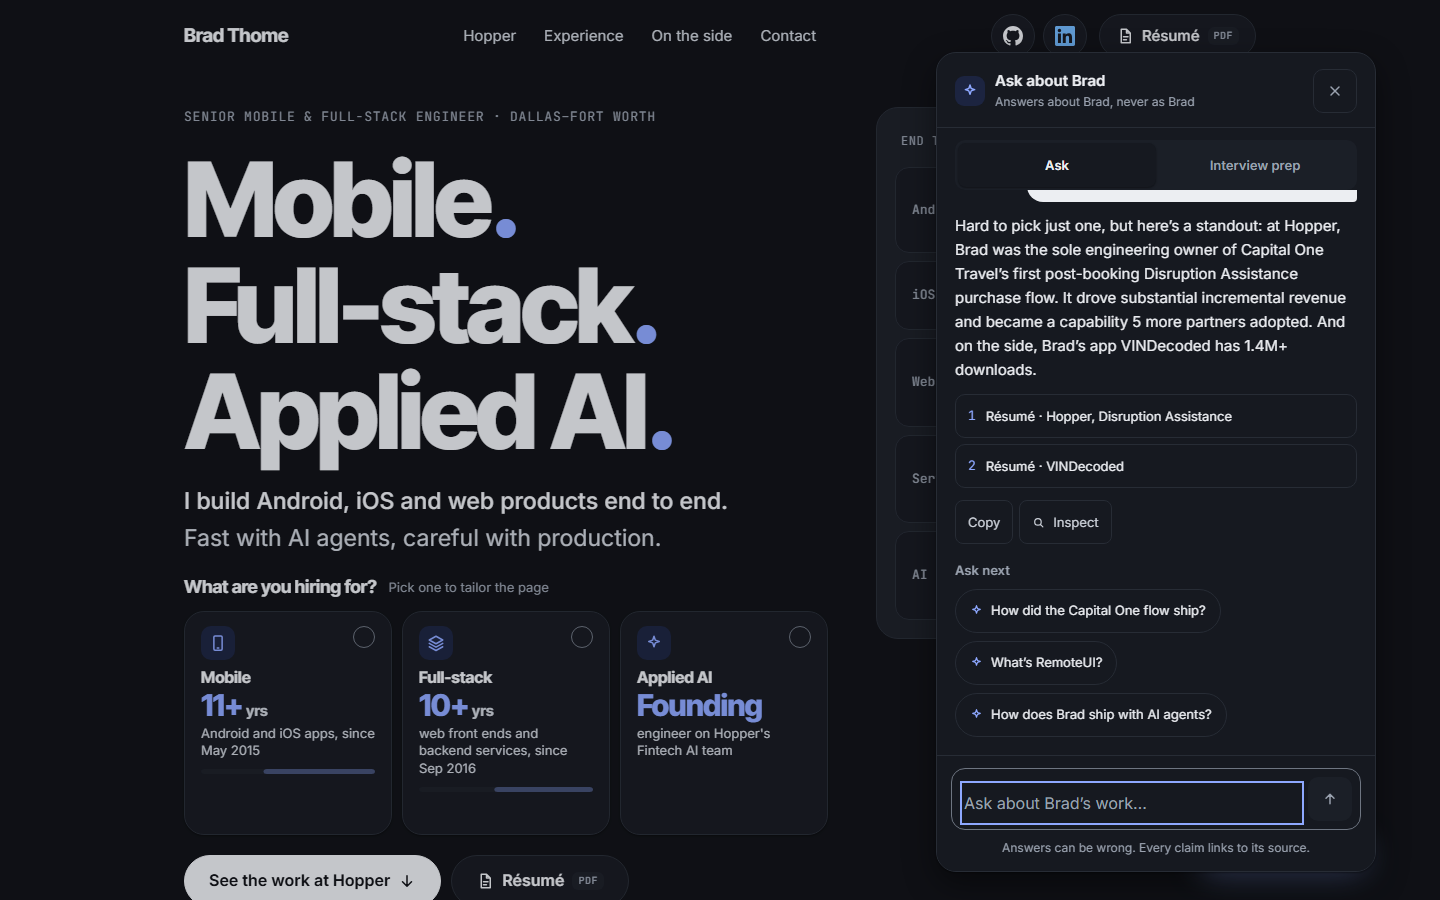 Brad Thome
Hopper
Experience
On the side
Contact
Résumé PDF
SENIOR MOBILE & FULL-STACK ENGINEER · DALLAS-FORT WORTH
Mobile.
Full-stack.
Applied AI.
I build Android, iOS and web products end to end.
Fast with AI agents, careful with production.
What are you hiring for? Pick one to tailor the page
Mobile
11+ yrs
Android and iOS apps, since
May 2015
Full-stack
10+ yrs
web front ends and
backend services, since
Sep 2016
Applied AI
Founding
engineer on Hopper's
Fintech AI team
See the work at Hopper ↓
Résumé PDF
END
iOS
Web
AI
Ask about Brad
Answers about Brad, never as Brad
Ask
Interview prep
Hard to pick just one, but here’s a standout: at Hopper,
Brad was the sole engineering owner of Capital One
Travel’s first post-booking Disruption Assistance
purchase flow. It drove substantial incremental revenue
and became a capability 5 more partners adopted. And
on the side, Brad’s app VINDecoded has 1.4M+
downloads.
1 Résumé · Hopper, Disruption Assistance
2 Résumé · VINDecoded
Copy
Inspect
Ask next
How did the Capital One flow ship?
What’s RemoteUI?
How does Brad ship with AI agents?
Ask about Brad’s work…
Answers can be wrong. Every claim links to its source.